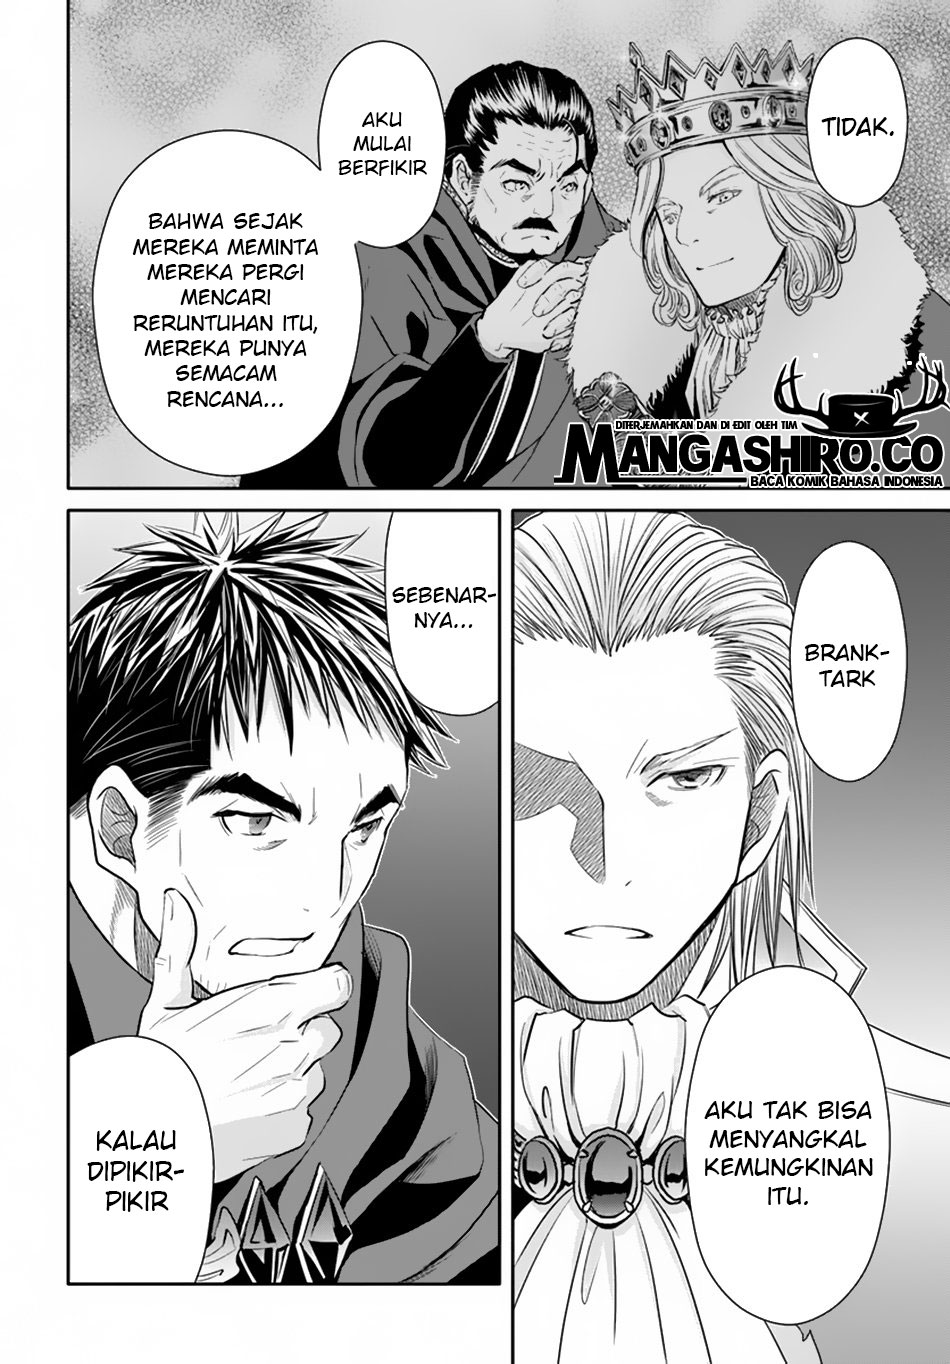 TIDAK.
AKU
MULAI
BERFIKIR
BAHWA SEJAK
MEREKA MEMINTA
MEREKA PERGI
MENCARI
RERUNTUHAN ITU,
MEREKA PUNYA
SEMACAM
RENCANA...
DITERJEMAHKAN DAN DI EDIT OLEH TIM
MANGASHIRO.CO
BACA KOMIK BAHASA INDONESIA
BRANK-
TARK
AKU TAK BISA
MENYANGKAL
KEMUNGKINAN
ITU.
SEBENAR-
NYA...
KALAU
DIPIKIR-
PIKIR